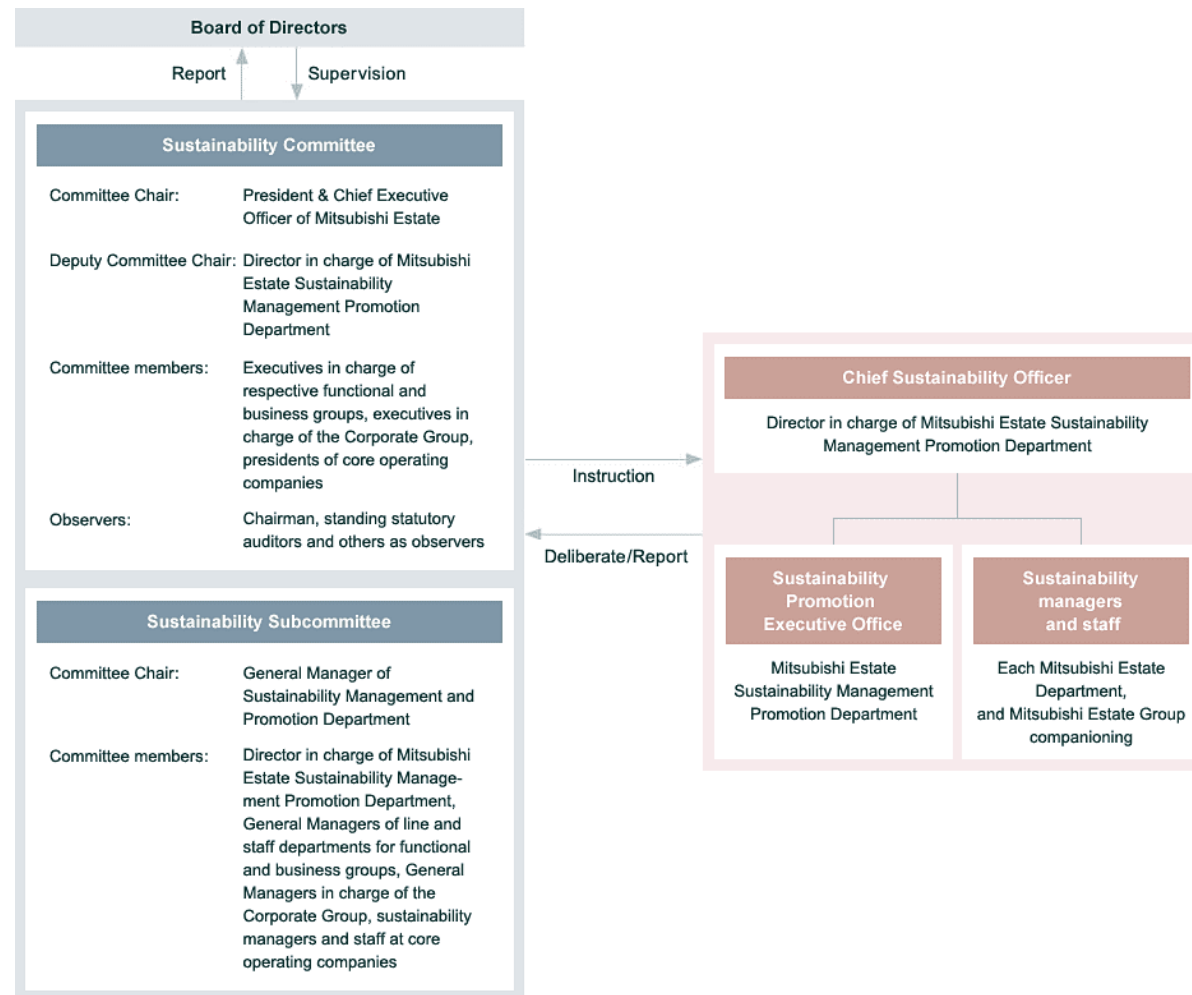 Board of Directors
Report
Supervision
Sustainability Committee
Committee Chair:
President & Chief Executive
Officer of Mitsubishi Estate
Deputy Committee Chair:
Director in charge of Mitsubishi
Estate Sustainability
Management Promotion
Department
Committee members:
Executives in charge of
respective functional and
business groups, executives in
charge of the Corporate Group,
presidents of core operating
companies
Observers:
Chairman, standing statutory
auditors and others as observers
Sustainability Subcommittee
Committee Chair:
General Manager of
Sustainability Management and
Promotion Department
Committee members:
Director in charge of Mitsubishi
Estate Sustainability Manage-
ment Promotion Department,
General Managers of line and
staff departments for functional
and business groups, General
Managers in charge of the
Corporate Group, sustainability
managers and staff at core
operating companies
Instruction
Deliberate/Report
Chief Sustainability Officer
Director in charge of Mitsubishi Estate Sustainability
Management Promotion Department
Sustainability
Promotion
Executive Office
Mitsubishi Estate
Sustainability Management
Promotion Department
Sustainability
managers
and staff
Each Mitsubishi Estate
Department,
and Mitsubishi Estate Group
companioning